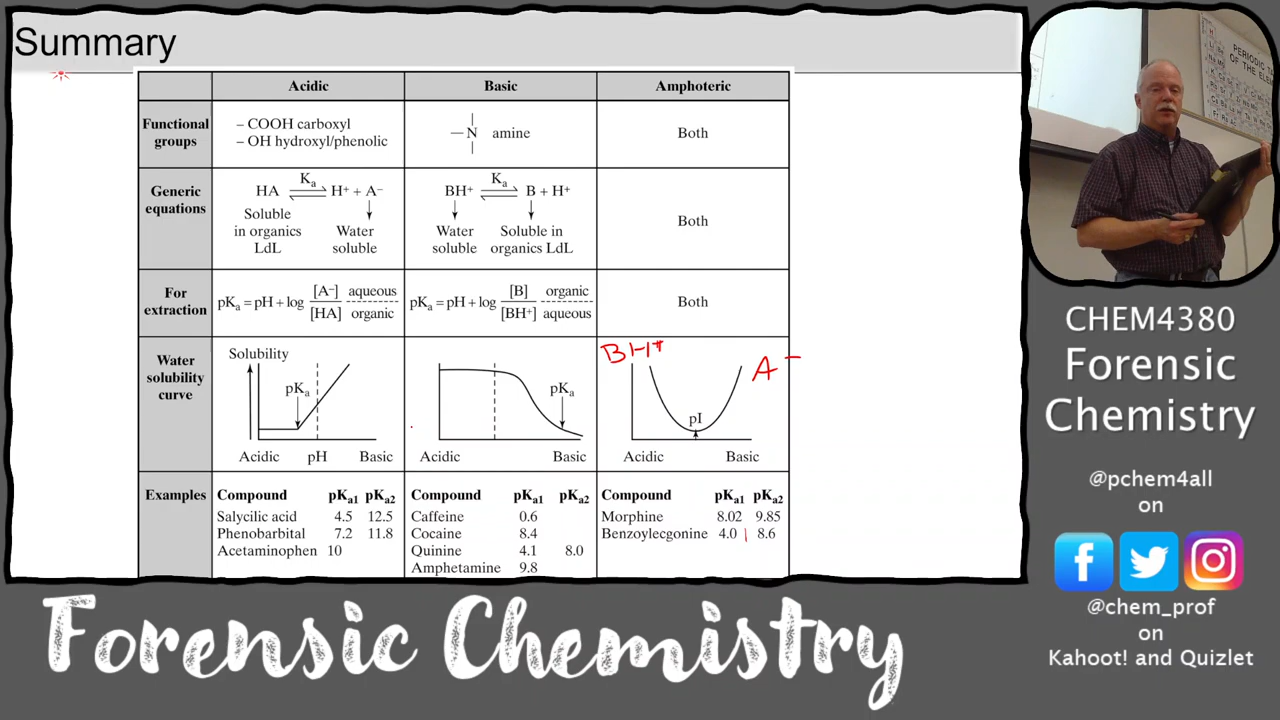 Summary
Acidic Basic Amphoteric
Functional groups
– COOH carboxyl
– OH hydroxyl/phenolic
—N amine
Both
Generic equations
HA Ka H⁺ + A⁻
Soluble in organics LdL
Water soluble
BH⁺ Ka B + H⁺
Water soluble
Soluble in organics LdL
Both
For extraction
pKa = pH + log [A⁻] / [HA] aqueous / organic
pKa = pH + log [B] / [BH⁺] organic / aqueous
Both
Water solubility curve
Solubility
pKa
Acidic pH Basic
pKa
Acidic Basic
BH⁺
A⁻
pI
Acidic Basic
Examples
Compound pKa1 pKa2
Salycilic acid 4.5 12.5
Phenobarbital 7.2 11.8
Acetaminophen 10
Compound pKa1 pKa2
Caffeine 0.6
Cocaine 8.4
Quinine 4.1 8.0
Amphetamine 9.8
Compound pKa1 pKa2
Morphine 8.02 9.85
Benzoylecgonine 4.0 8.6
PERIODIC TA
OF THE ELEM
CHEM4380
Forensic
Chemistry
@pchem4all
on
@chem_prof
on
Kahoot! and Quizlet
Forensic Chemistry